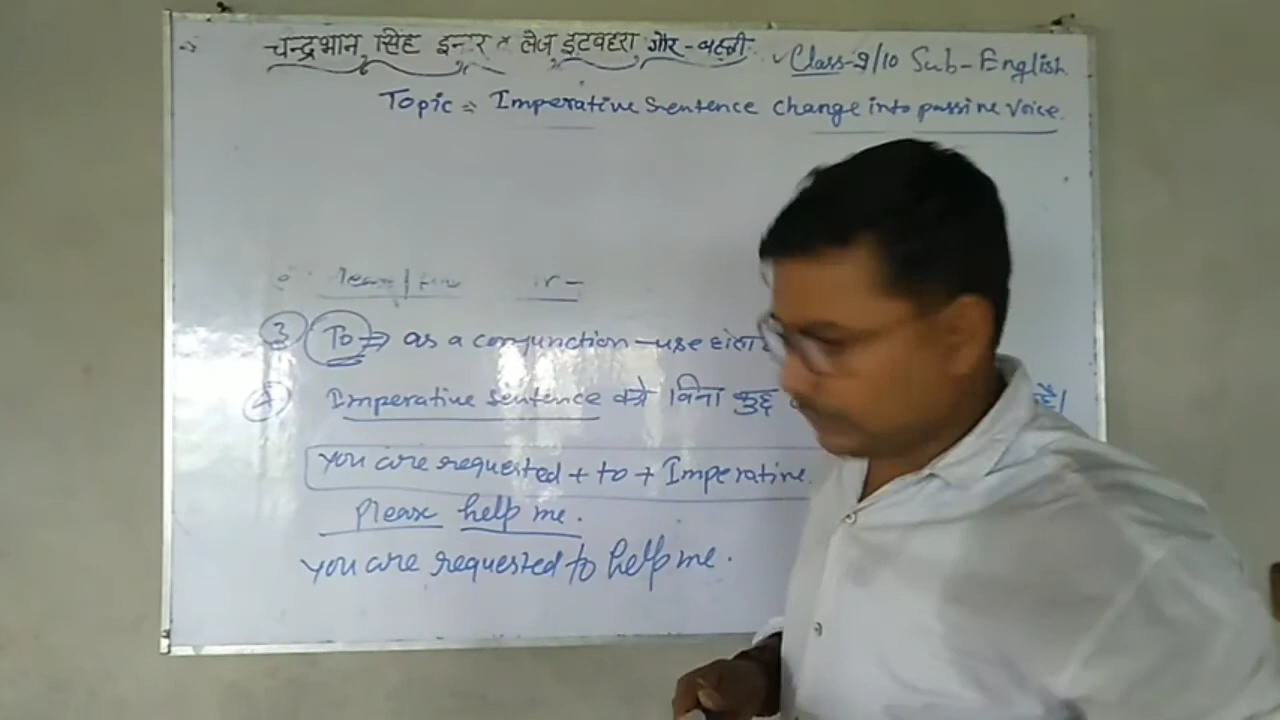 चन्द्रभान सिंह इन्टर कॉलेज इटवहरा गौर-बस्ती Class-9/10 Sub-English
Topic⇒ Imperative sentence change into passive voice.
③ To ⇒ as a conjunction use होता
④ Imperative sentence को बिना कुछ है।
you are requested + to + Imperative.
please help me.
you are requested to help me.